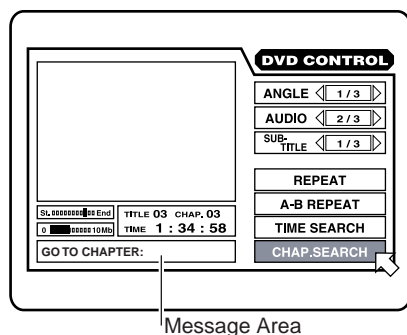 DVD CONTROL
ANGLE 1 / 3
AUDIO 2 / 3
SUB-TITLE 1 / 3
REPEAT
A-B REPEAT
TIME SEARCH
CHAP.SEARCH
St. End
0 10Mb
TITLE 03 CHAP. 03
TIME 1 : 34 : 58
GO TO CHAPTER:
Message Area